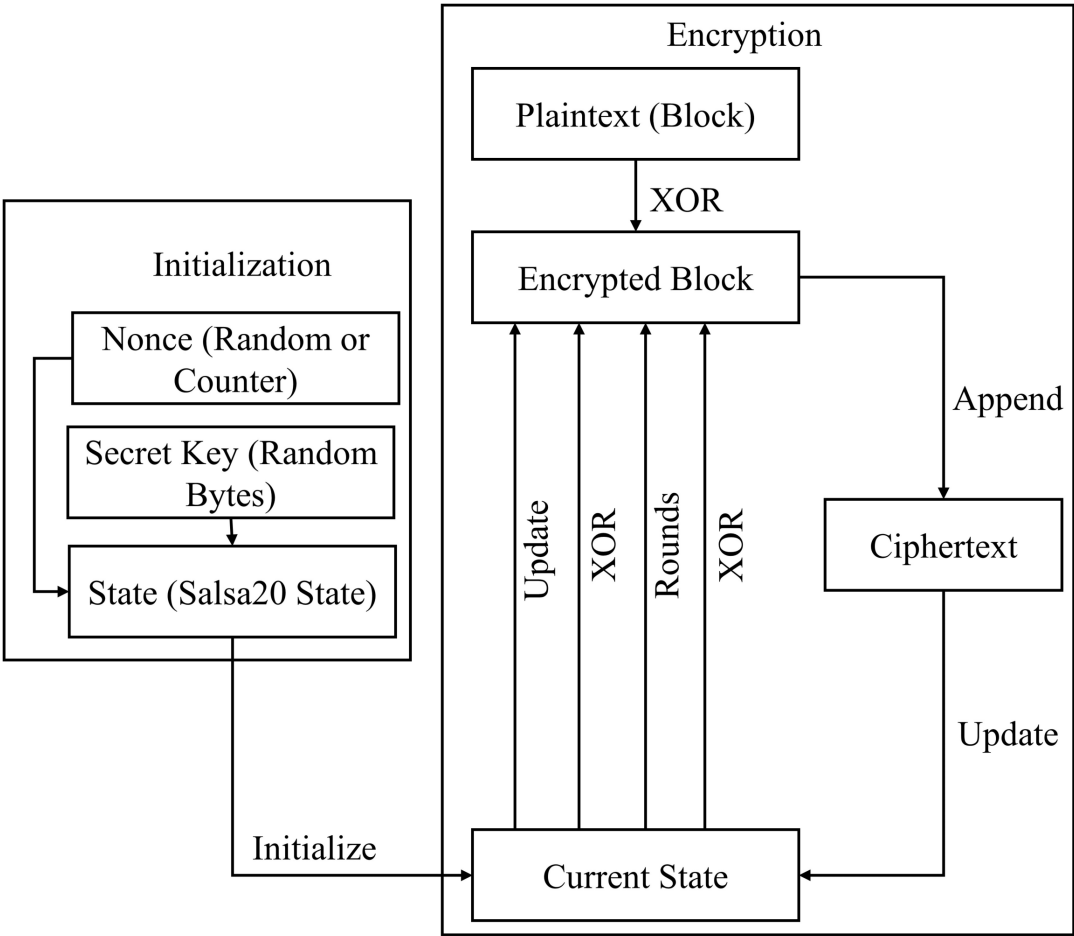 Encryption
Plaintext (Block)
XOR
Encrypted Block
Initialization
Nonce (Random or
Counter)
Secret Key (Random
Bytes)
State (Salsa20 State)
Append
Update
XOR
Rounds
XOR
Ciphertext
Update
Initialize
Current State